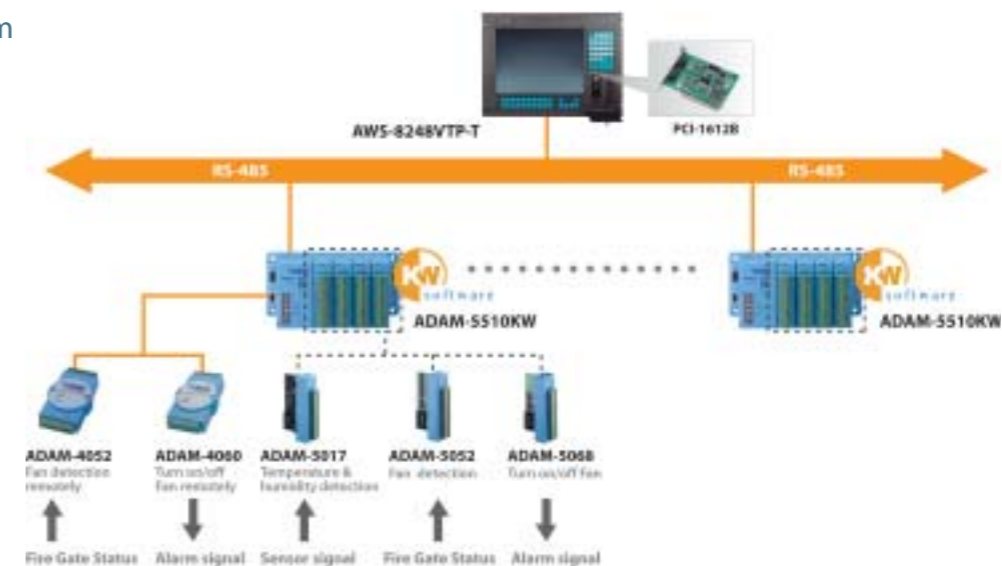 m
AWS-8248VTP-T
PCI-1612B
RS-485 RS-485
KW software
KW software
ADAM-5510KW
ADAM-5510KW
ADAM-4052 ADAM-4060 ADAM-5017 ADAM-5052 ADAM-5068
Fan detection remotely
Turn on/off Fan remotely
Temperature & humidity detection
Fan detection
Turn on/off Fan
Fire Gate Status Alarm signal Sensor signal Fire Gate Status Alarm signal